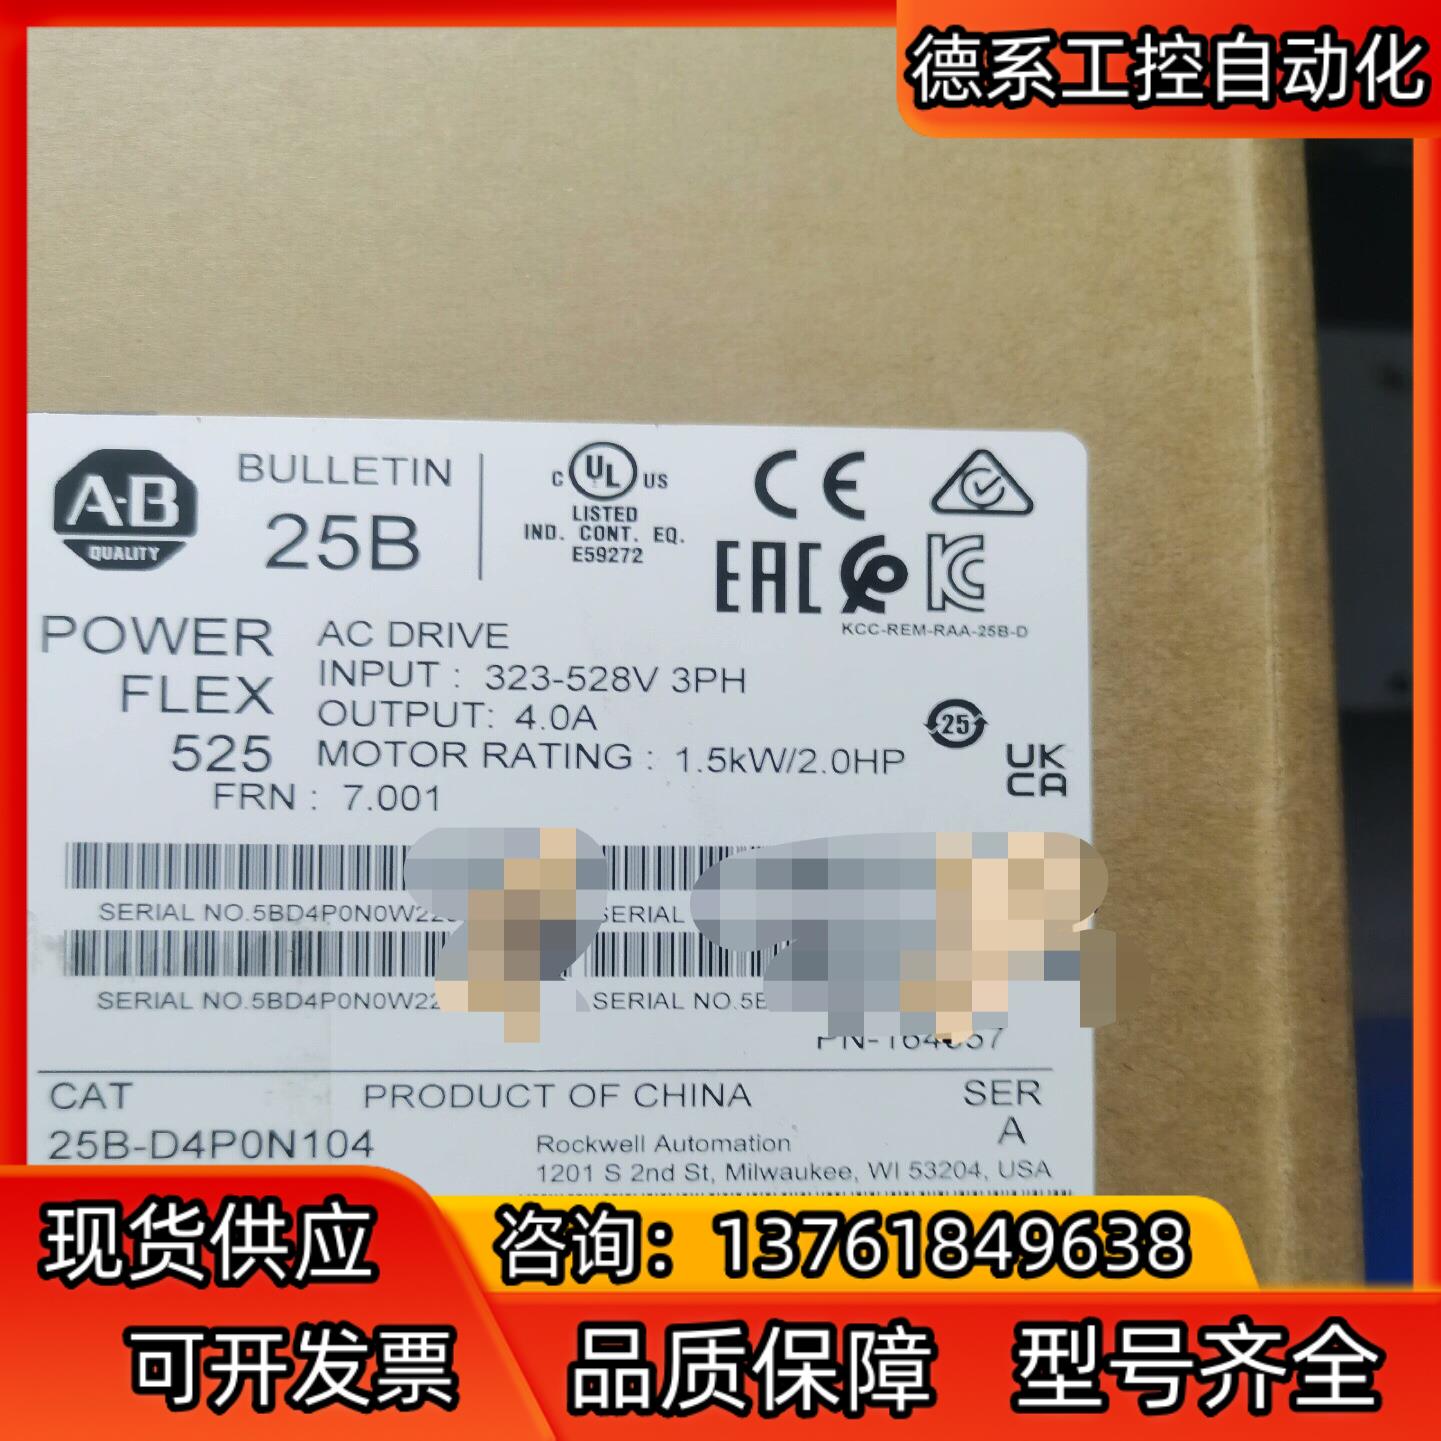 德系工控自动化
A-B
QUALITY
BULLETIN
25B
C UL US
LISTED
IND. CONT. EQ.
E59272
CE
EAC
KC
KCC-REM-RAA-25B-D
POWER
FLEX
525
FRN : 7.001
AC DRIVE
INPUT : 323-528V 3PH
OUTPUT: 4.0A
MOTOR RATING : 1.5kW/2.0HP
25
UK
CA
SERIAL NO.5BD4P0N0W22
SERIAL
SERIAL NO.5BD4P0N0W22
SERIAL NO.5B
CAT
25B-D4P0N104
PRODUCT OF CHINA
SER
A
Rockwell Automation
1201 S 2nd St, Milwaukee, WI 53204, USA
现货供应
咨询：13761849638
可开发票
品质保障
型号齐全